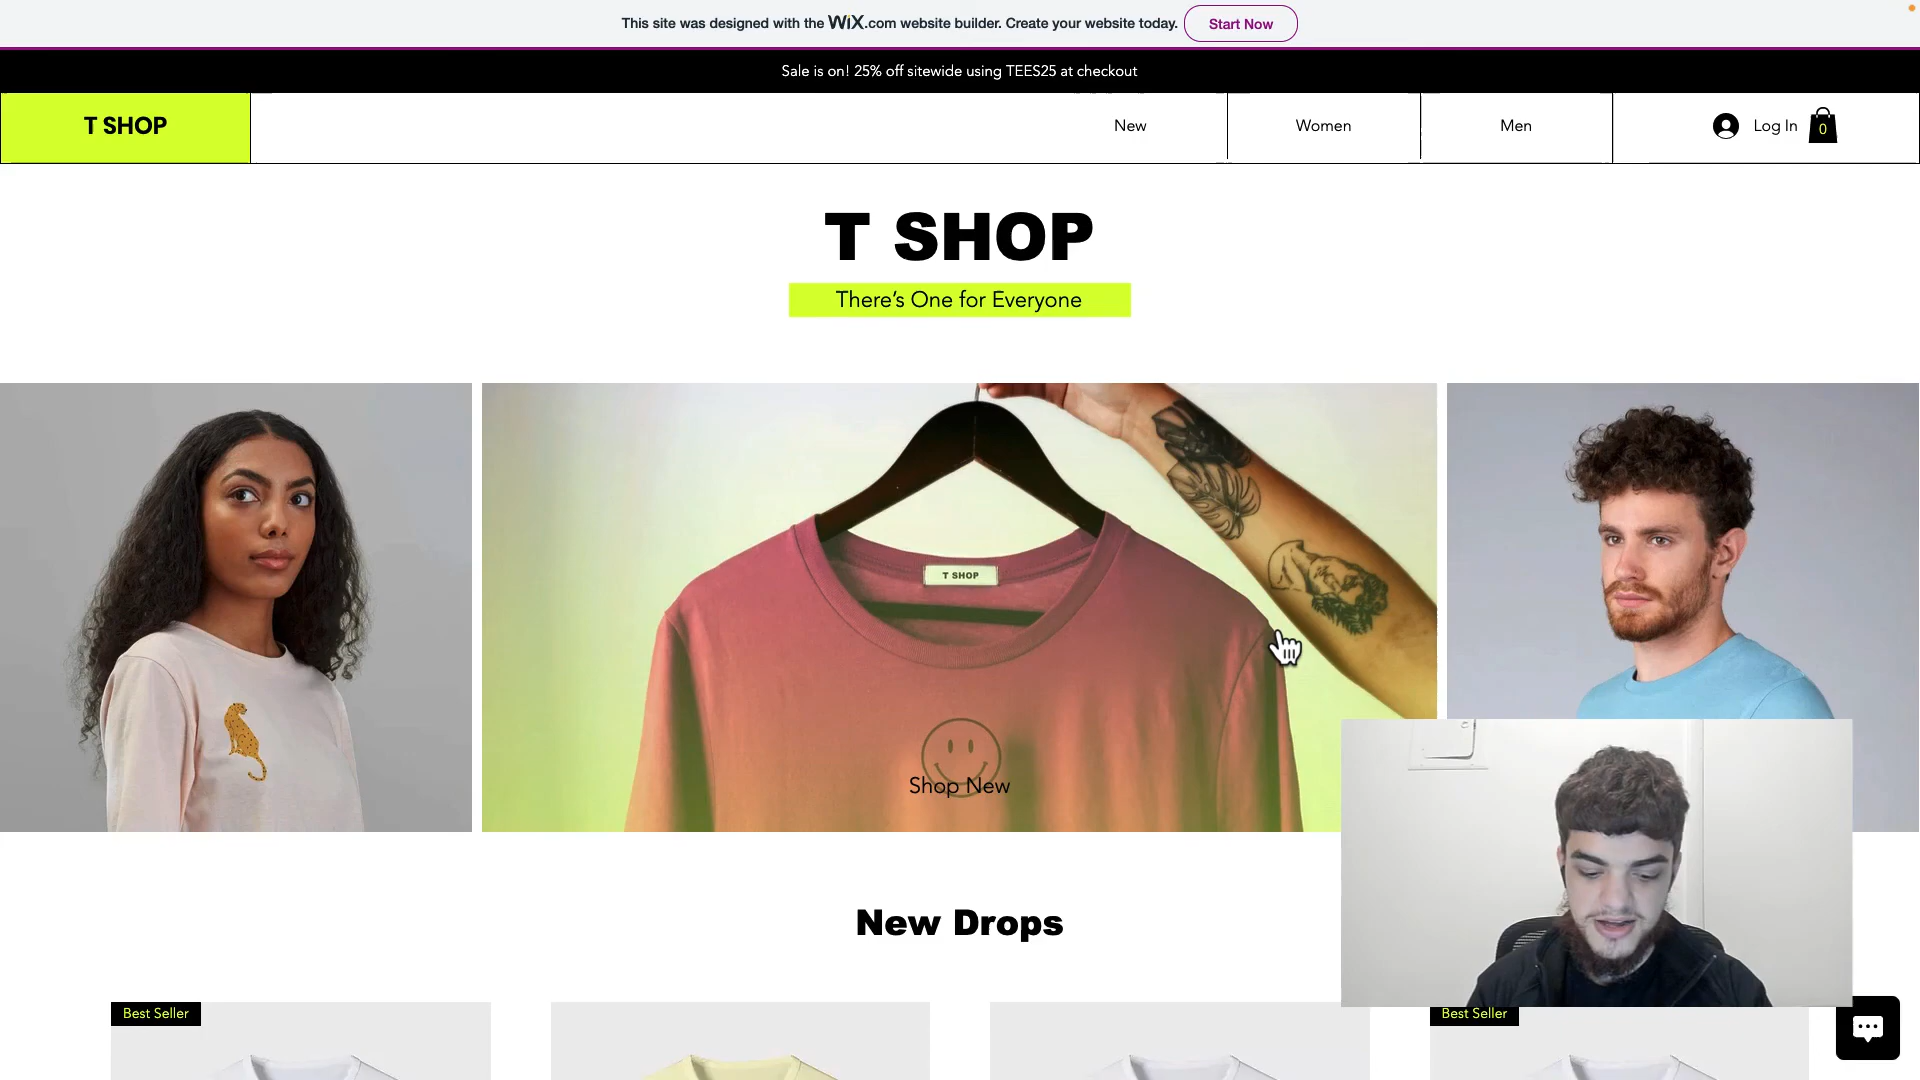 This site was designed with the WiX.com website builder. Create your website today. Start Now
Sale is on! 25% off sitewide using TEES25 at checkout
T SHOP New Women Men Log In 0
T SHOP
There's One for Everyone
T SHOP
Shop New
New Drops
Best Seller Best Seller